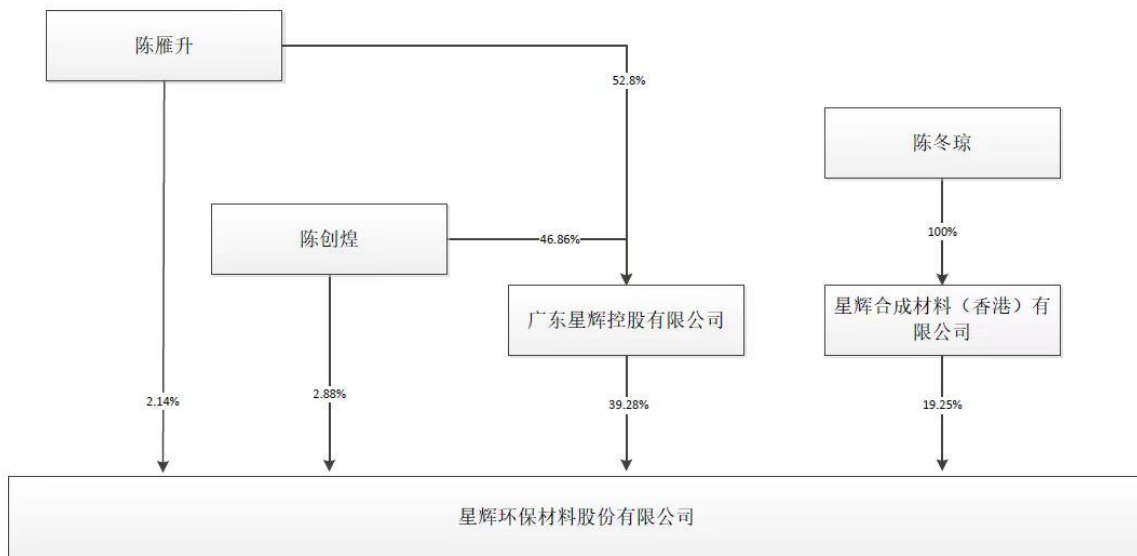 陈雁升
52.8%
陈冬琼
陈创煌
46.86%
100%
广东星辉控股有限公司
星辉合成材料（香港）有
限公司
2.14%
2.88%
39.28%
19.25%
星辉环保材料股份有限公司